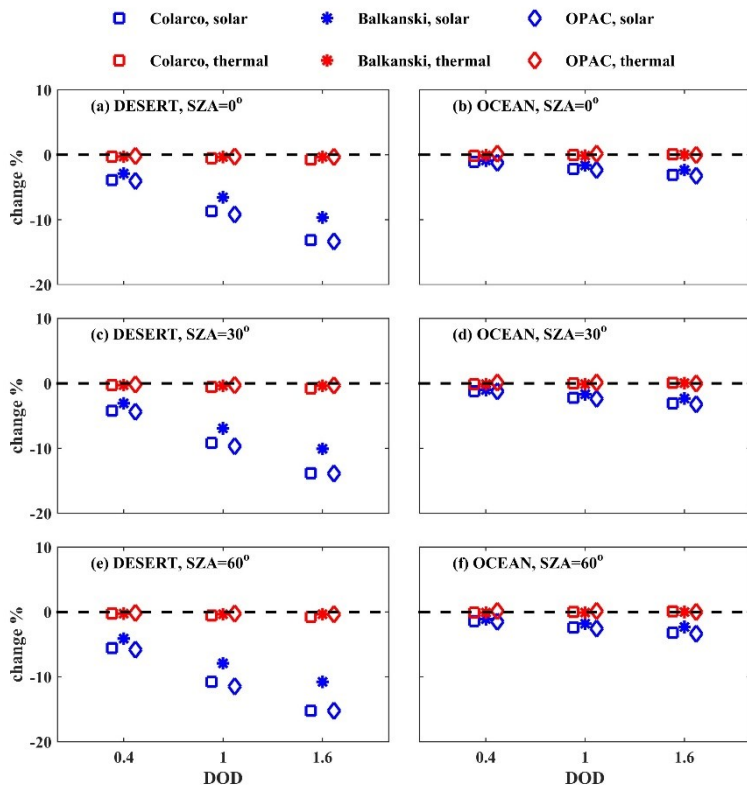 Colarco, solar Balkanski, solar OPAC, solar
Colarco, thermal Balkanski, thermal OPAC, thermal
(a) DESERT, SZA=0° (b) OCEAN, SZA=0°
10
0
-10
-20
change %
change %
(c) DESERT, SZA=30° (d) OCEAN, SZA=30°
10
0
-10
-20
change %
change %
(e) DESERT, SZA=60° (f) OCEAN, SZA=60°
10
0
-10
-20
change %
change %
0.4 1 1.6 0.4 1 1.6
DOD DOD